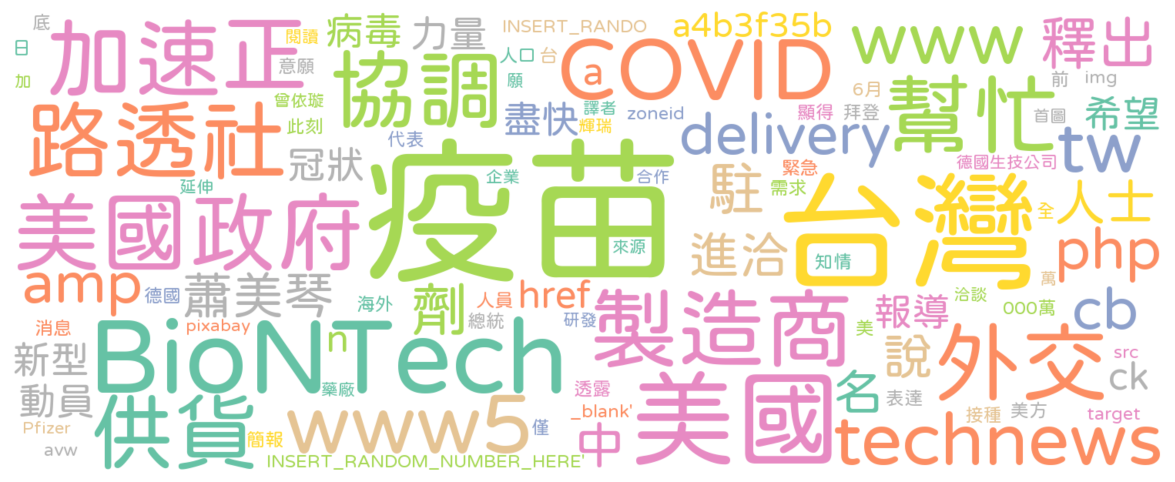 底
日
加
加速正
閱讀
意願
病毒
力量
INSERT_RANDO
人口
台
願
a4b3f35b
www
釋出
COVID
a
6月
前
img
協調
路透社
曾依璇
此刻
代表
盡快
譯者
輝瑞
zoneid
顯得
拜登
幫忙
首圖
希望
delivery
tw
冠狀
疫苗
企業
合作
駐
緊急
需求
德國生技公司
延伸
美國政府
台灣
全
人士
來源
進洽
知情
php
amp
德國
蕭美琴
海外
劑
人員
href
萬
洽談
000萬
消息
pixabay
總統
研發
製造商
美
報導
cb
新型
BioNTech
n
說
外交
src
動員
藥廠
透露
美國
名
表達
ck
供貨
www5
_blank'
僅
接種
美方
target
Pfizer
簡報
中
technews
avw
INSERT_RANDOM_NUMBER_HERE'